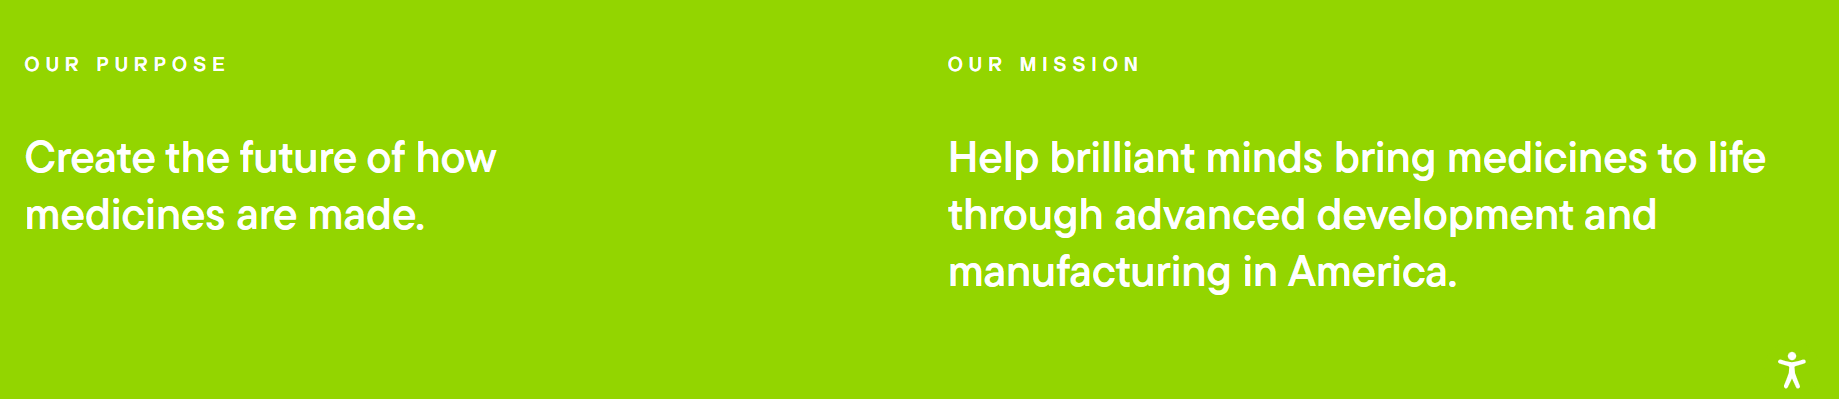 OUR PURPOSE
Create the future of how
medicines are made.
OUR MISSION
Help brilliant minds bring medicines to life
through advanced development and
manufacturing in America.